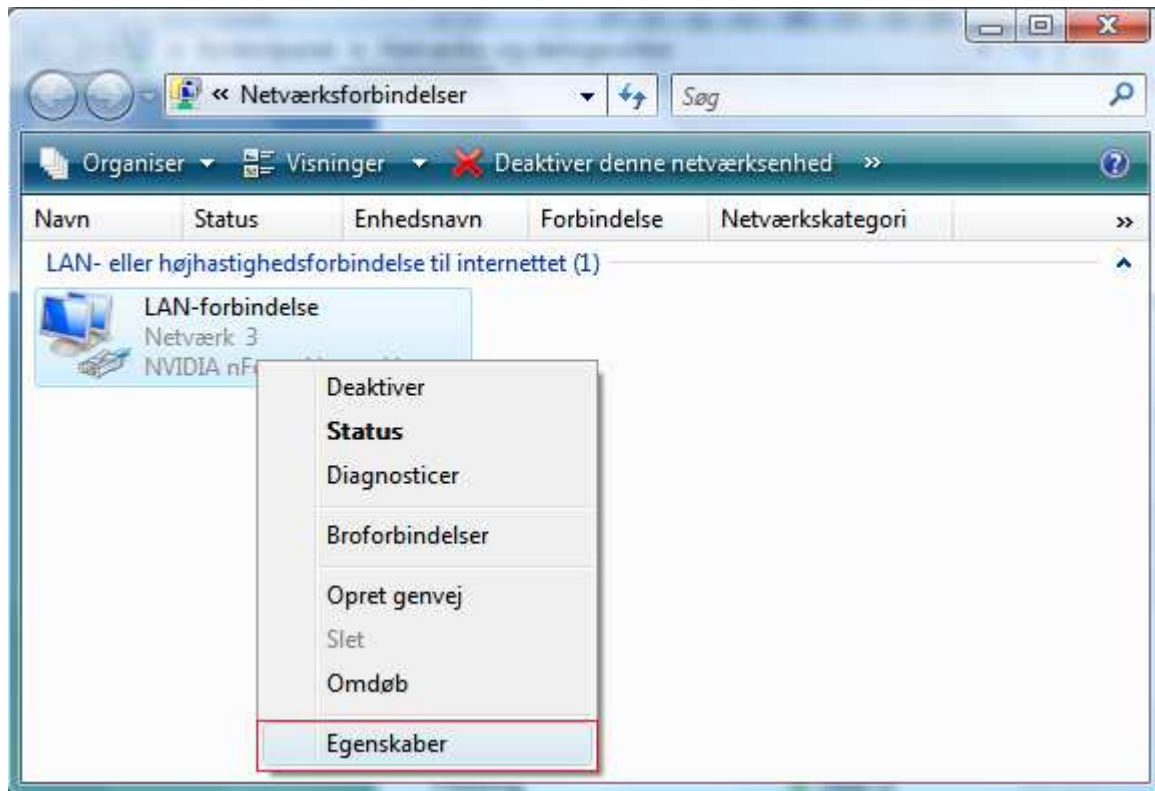 « Netværksforbindelser
Søg
Organiser Visninger Deaktiver denne netværksenhed »
Navn Status Enhedsnavn Forbindelse Netværkskategori »
LAN- eller højhastighedsforbindelse til internettet (1)
LAN-forbindelse
Netværk 3
NVIDIA
Deaktiver
Status
Diagnosticer
Broforbindelser
Opret genvej
Slet
Omdøb
Egenskaber